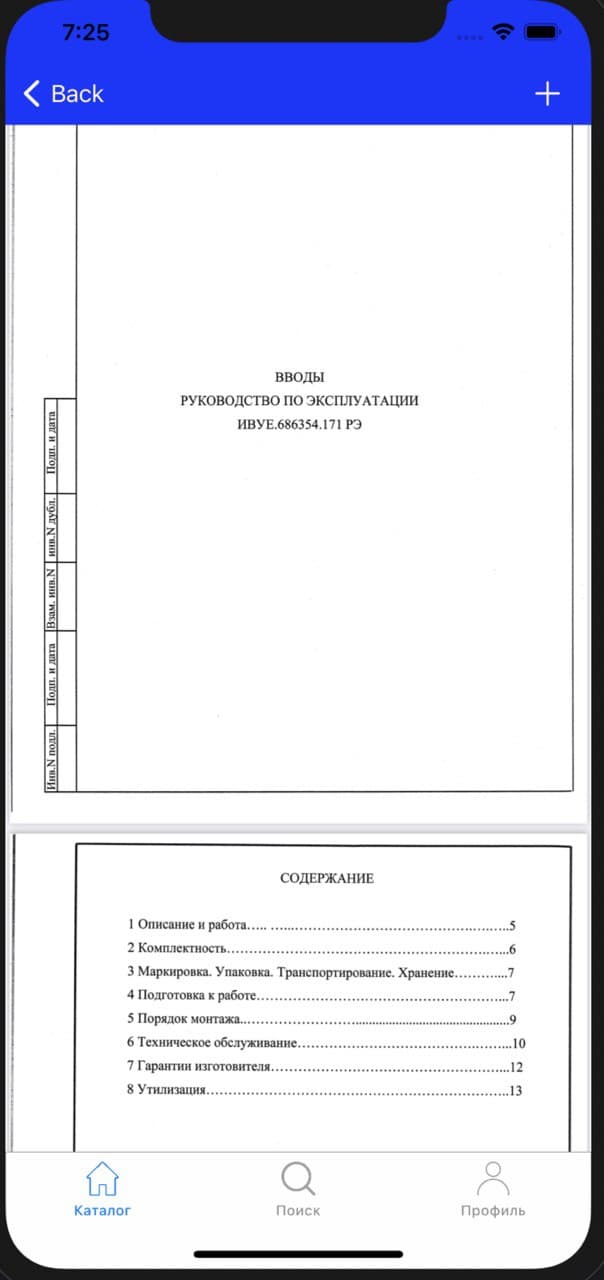 7:25
Back
ВВОДЫ
РУКОВОДСТВО ПО ЭКСПЛУАТАЦИИ
ИВУЕ.686354.171 РЭ
Подп. и дата
инв.N дубл.
Взам. инв.N
Подп. и дата
Инв.N подл.
СОДЕРЖАНИЕ
1 Описание и работа..... ...............................................................5
2 Комплектность.........................................................................6
3 Маркировка. Упаковка. Транспортирование. Хранение............7
4 Подготовка к работе................................................................7
5 Порядок монтажа.....................................................................9
6 Техническое обслуживание.....................................................10
7 Гарантии изготовителя............................................................12
8 Утилизация.............................................................................13
Каталог
Поиск
Профиль